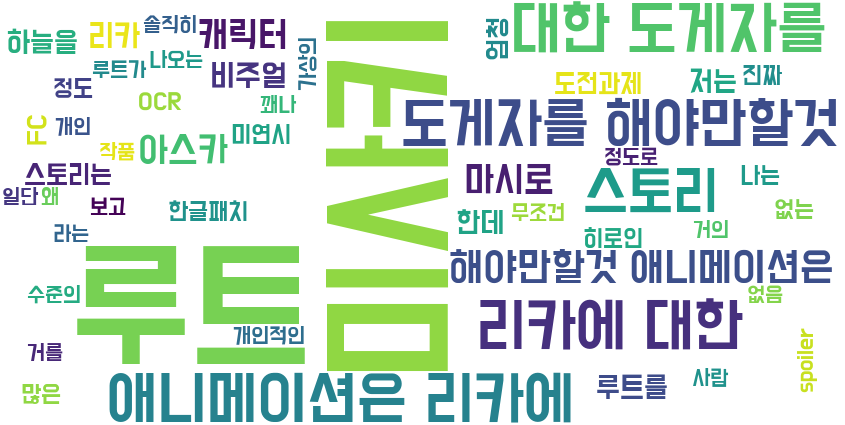 솔직히
하늘을 리카 캐릭터
엄청
대한 도게자를
정도 루트가 나오는 비주얼
가상의
도전과제 저는 진짜
FC
개인 OCR 깨나 미연시
도게자를 해야만할것
작품 아스카
정도로
스토리는 마시로 스토리 나는
일단 왜 보고 한글패치
한데 무조건 없는
라는 히로인 거의
루트
해야만할것 애니메이션은
수준의 없음
개인적인 리카에 대한
거를 spoiler
많은 애니메이션은 리카에 루트를 사람